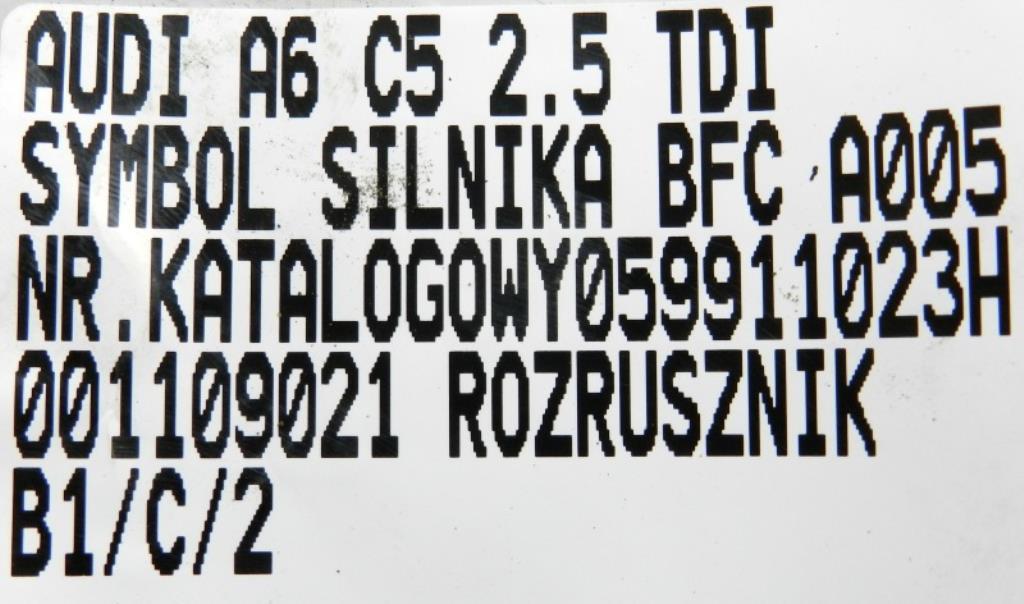 AUDI A6 C5 2.5 TDI
SYMBOL SILNIKA BFC ,A005
NR.KATALOGOWY059911023H
001109021 ROZRUSZNIK
B1/C/2